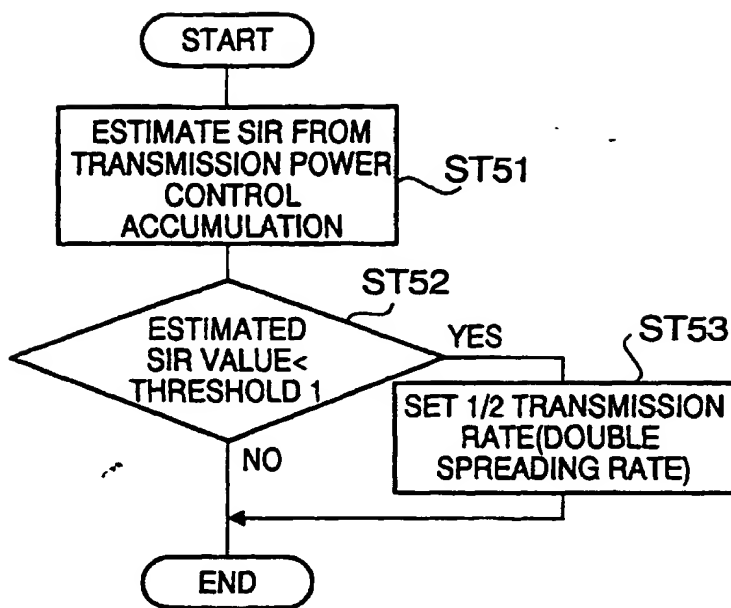 START
ESTIMATE SIR FROM
TRANSMISSION POWER
CONTROL
ACCUMULATION
ST51
ST52
ESTIMATED
SIR VALUE<
THRESHOLD 1
YES
ST53
SET 1/2 TRANSMISSION
RATE(DOUBLE
SPREADING RATE)
NO
END